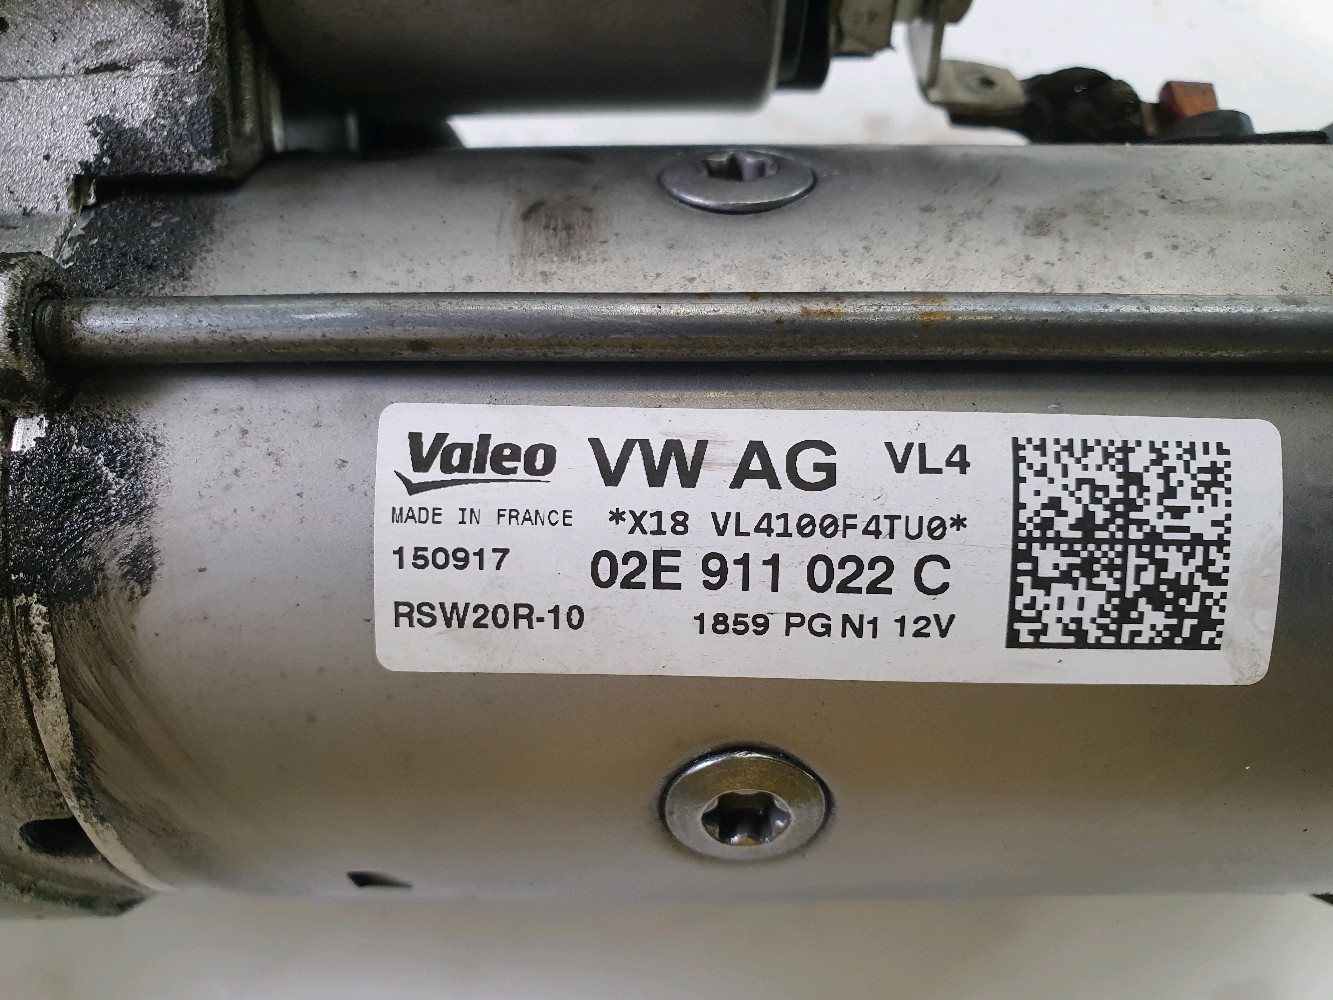 Valeo VW AG VL4
MADE IN FRANCE *X18 VL4100F4TU0*
150917 02E 911 022 C
RSW20R-10 1859 PG N1 12V